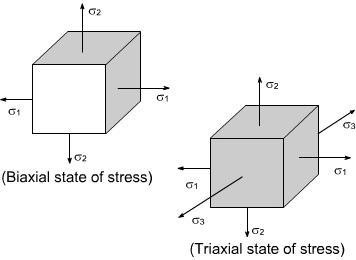 σ2
σ1
σ1
σ2
(Biaxial state of stress)
σ2
σ3
σ1
σ1
σ3
σ2
(Triaxial state of stress)